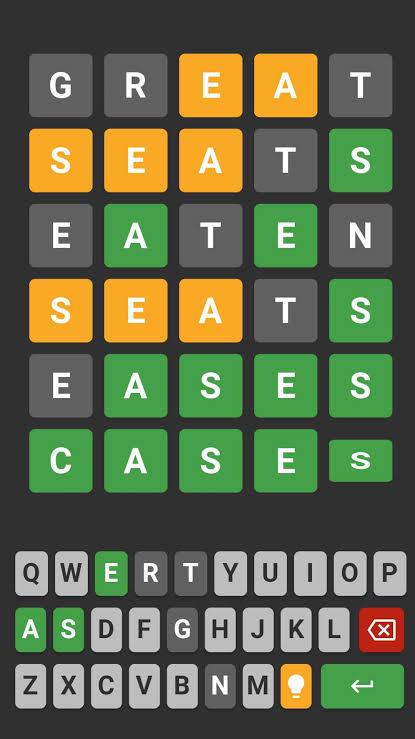 G R E A T
S E A T S
E A T E N
S E A T S
E A S E S
C A S E S
Q W E R T Y U I O P
A S D F G H J K L
Z X C V B N M